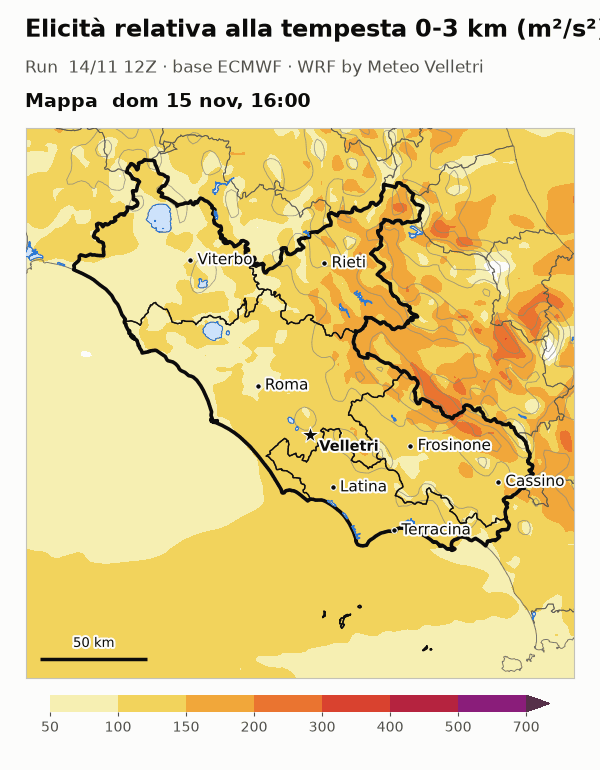 Elicità relativa alla tempesta 0-3 km (m²/s²)
Run 14/11 12Z · base ECMWF · WRF by Meteo Velletri
Mappa dom 15 nov, 16:00
Viterbo
Rieti
Roma
Velletri
Frosinone
Latina
Cassino
Terracina
50 km
50 100 150 200 300 400 500 700